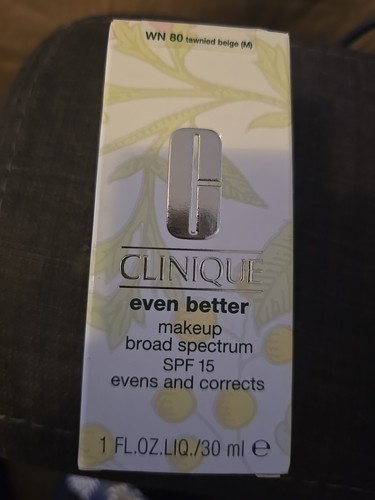 WN 80 tawnied beige (M)
CLINIQUE
even better
makeup
broad spectrum
SPF 15
evens and corrects
1 FL.OZ.LIQ./30 ml ℮